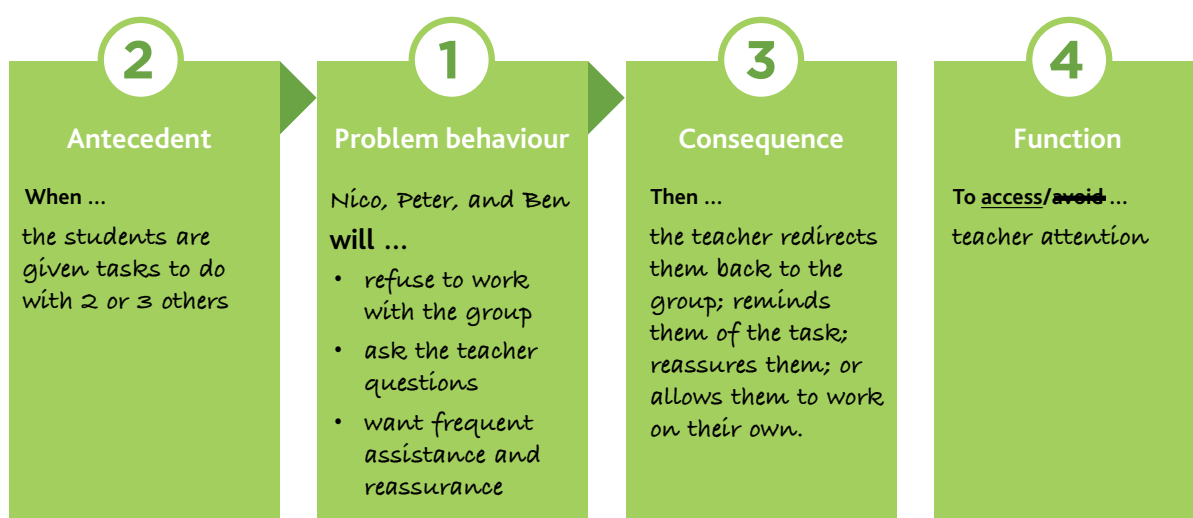 2
Antecedent
When ...
the students are
given tasks to do
with 2 or 3 others
1
Problem behaviour
Nico, Peter, and Ben
will ...
• refuse to work
with the group
• ask the teacher
questions
• want frequent
assistance and
reassurance
3
Consequence
Then ...
the teacher redirects
them back to the
group; reminds
them of the task;
reassures them; or
allows them to work
on their own.
4
Function
To access/avoid ...
teacher attention